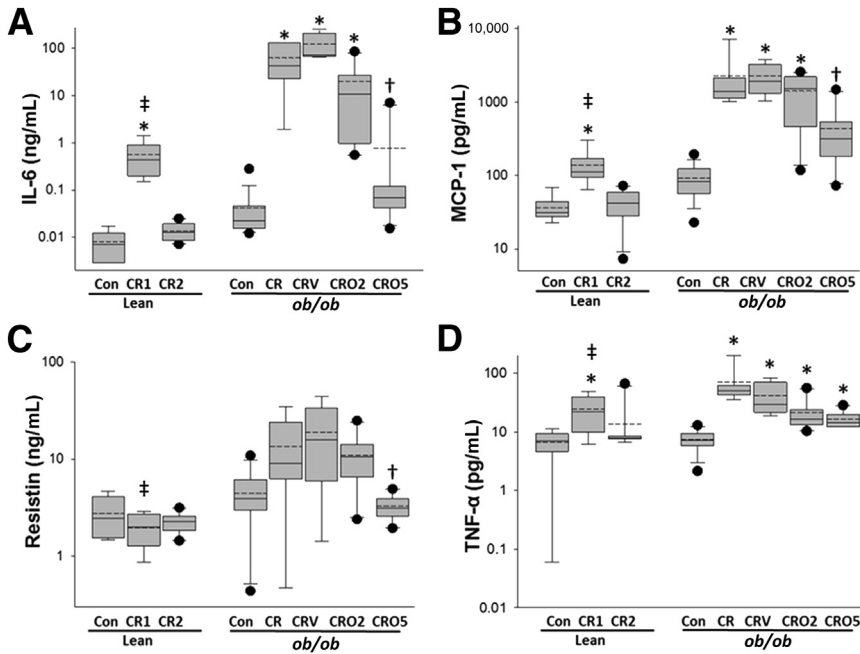 A
IL-6 (ng/mL)
100
10
1
0.1
0.01
*
‡
*
*
*
*
†
Con CR1 CR2
Lean
Con CR CRV CRO2 CRO5
ob/ob
B
MCP-1 (pg/mL)
10,000
1000
100
10
‡
*
*
*
*
†
Con CR1 CR2
Lean
Con CR CRV CRO2 CRO5
ob/ob
C
Resistin (ng/mL)
100
10
1
‡
†
Con CR1 CR2
Lean
Con CR CRV CRO2 CRO5
ob/ob
D
TNF-α (pg/mL)
100
10
1
0.1
0.01
‡
*
*
*
*
*
Con CR1 CR2
Lean
Con CR CRV CRO2 CRO5
ob/ob